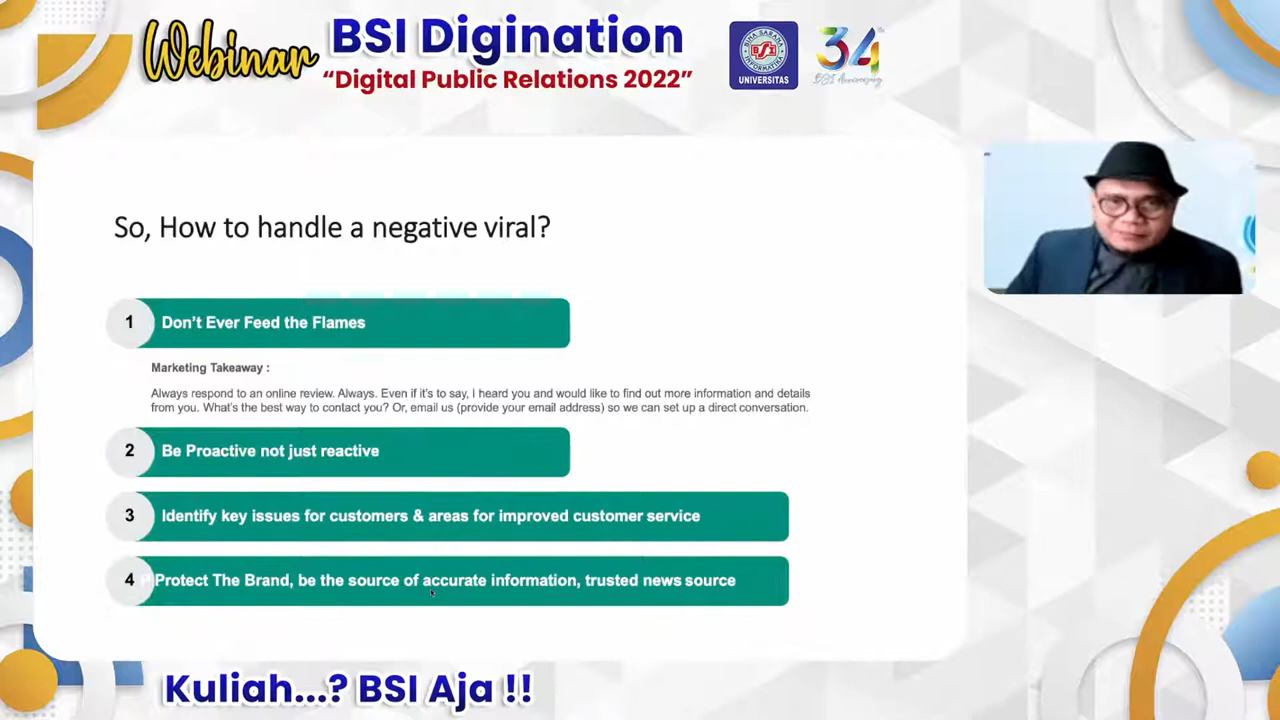 Webinar
BSI Digination
“Digital Public Relations 2022”
BSI
UNIVERSITAS
34
BSI Anniversary
So, How to handle a negative viral?
1
Don’t Ever Feed the Flames
Marketing Takeaway :
Always respond to an online review. Always. Even if it’s to say, I heard you and would like to find out more information and details
from you. What’s the best way to contact you? Or, email us (provide your email address) so we can set up a direct conversation.
2
Be Proactive not just reactive
3
Identify key issues for customers & areas for improved customer service
4
Protect The Brand, be the source of accurate information, trusted news source
Kuliah...? BSI Aja !!